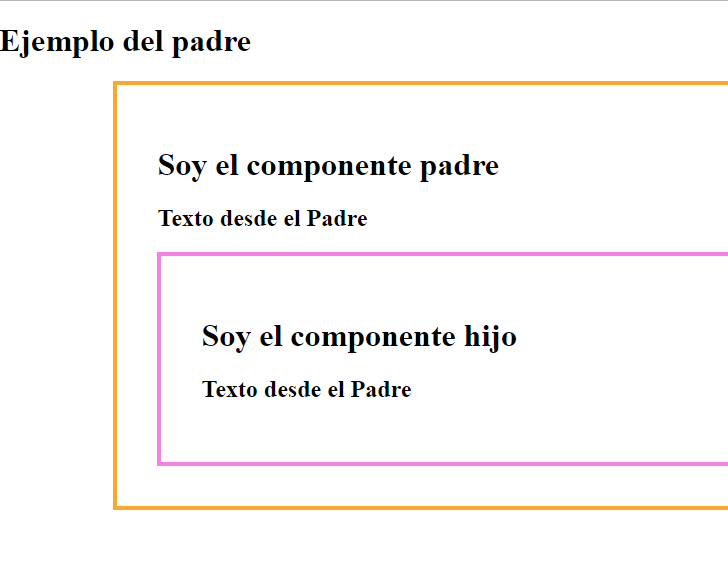 Ejemplo del padre
Soy el componente padre
Texto desde el Padre
Soy el componente hijo
Texto desde el Padre